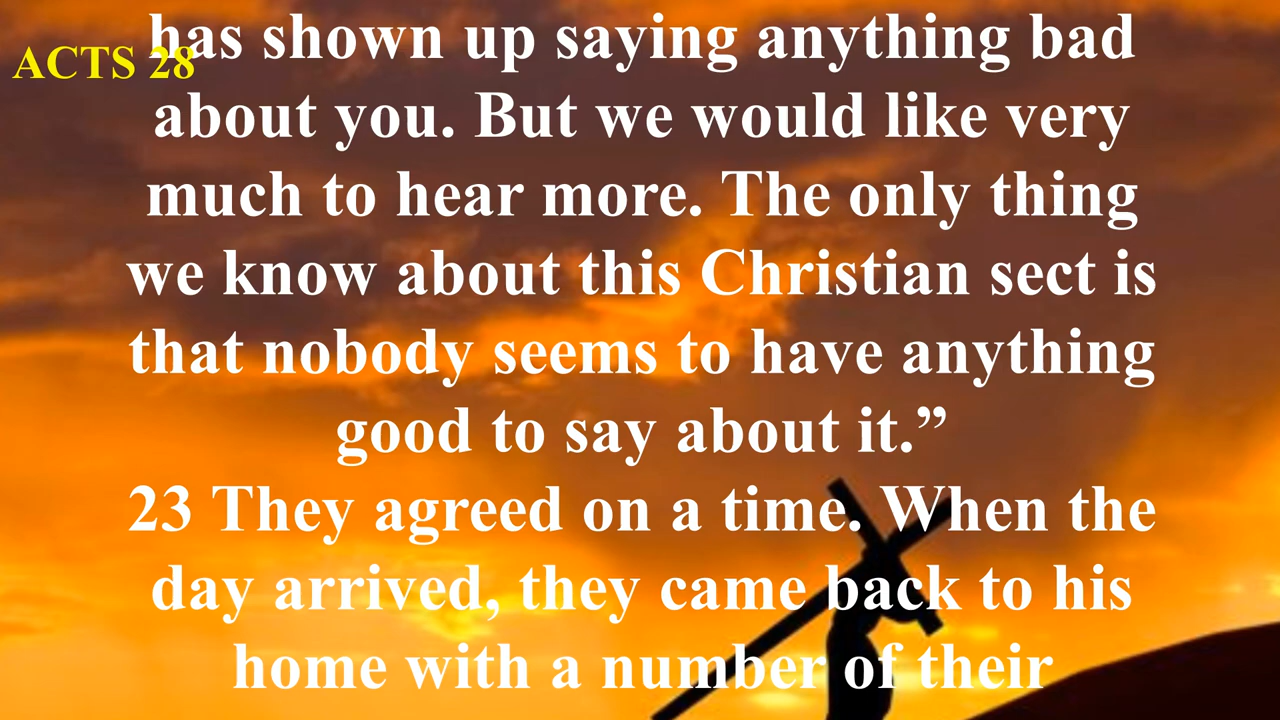 ACTS 28
has shown up saying anything bad
about you. But we would like very
much to hear more. The only thing
we know about this Christian sect is
that nobody seems to have anything
good to say about it.”
23 They agreed on a time. When the
day arrived, they came back to his
home with a number of their